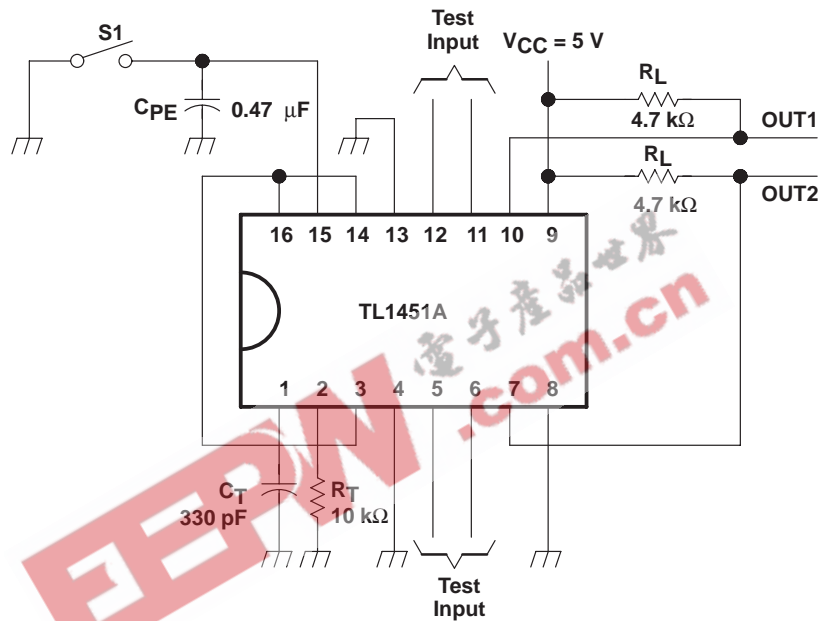 S1
Test
Input
VCC = 5 V
RL
4.7 kΩ
OUT1
CPE 0.47 μF
RL
4.7 kΩ
OUT2
16 15 14 13 12 11 10 9
TL1451A
電子產品世界
.com.cn
EEPW
1 2 3 4 5 6 7 8
CT
330 pF
RT
10 kΩ
Test
Input